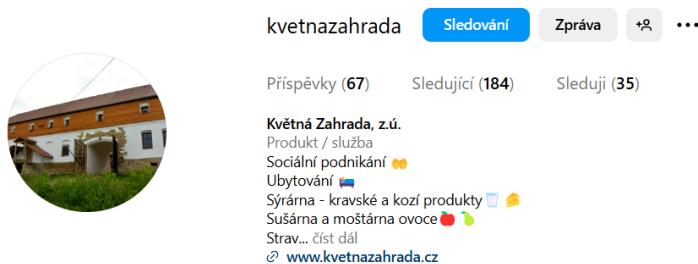 kvetnazahrada Sledování Zpráva
Příspěvky (67) Sledující (184) Sleduji (35)
Květná Zahrada, z.ú.
Produkt / služba
Sociální podnikání 🤲
Ubytování 🛌
Sýrárna - kravské a kozí produkty🥛 🧀
Sušárna a moštárna ovoce🍎 🍐
Strav... číst dál
www.kvetnazahrada.cz